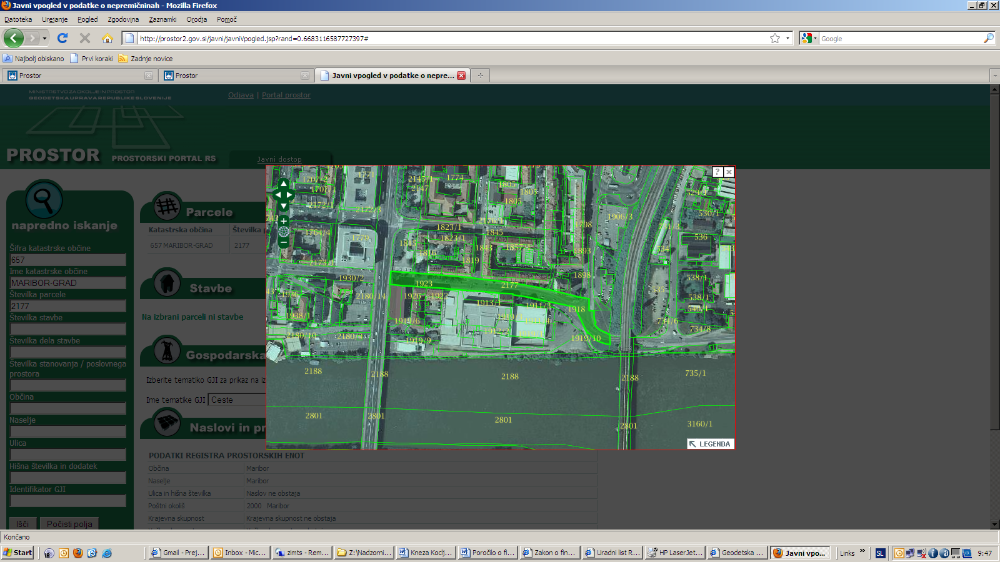 Javni vpogled v podatke o nepremičninah - Mozilla Firefox
Datoteka Urejanje Pogled Zgodovina Zaznamki Orodja Pomoč
http://prostor2.gov.si/javni/javniVpogled.jsp?rand=0.6683116587727397#
Google
Najbolj obiskano Prvi koraki Zadnje novice
Prostor
Prostor
Javni vpogled v podatke o nepre...
MINISTRSTVO ZA OKOLJE IN PROSTOR
GEODETSKA UPRAVA REPUBLIKE SLOVENIJE
Odjava | Portal prostor
PROSTOR PROSTORSKI PORTAL RS
Javni dostop
napredno iskanje
Šifra katastrske občine
657
Ime katastrske občine
MARIBOR-GRAD
Številka parcele
2177
Številka stavbe
Številka dela stavbe
Številka stanovanja / poslovnega
prostora
Občina
Naselje
Ulica
Hišna številka in dodatek
Identifikator GJI
Išči Počisti polja
Parcele
Katastrska občina Številka p
657 MARIBOR-GRAD 2177
Stavbe
Na izbrani parceli ni stavbe
Gospodarska
Izberite tematiko GJI za prikaz na iz
Ime tematike GJI Ceste
Naslovi in pr
PODATKI REGISTRA PROSTORSKIH ENOT
Občina Maribor
Naselje Maribor
Ulica in hišna številka Naslov ne obstaja
Poštni okoliš 2000 Maribor
Krajevna skupnost Krajevna skupnost ne obstaja
? 
1707/2 1771 2145/1 1774 1805
1707/1 2147 1805 529/1
2172/1 2172/3 1805 530/1
1906/3
1798
1823/1 731/3
1764/4 1770 1823/1 1845 536
1843 1857/1 1893 534
2173/1 1819
1930/2 1898 538/1
1923 2177 535
1936 2180/14 1926 1922 538/1
1913/1 1911/3 1918 540/1
1938/1 1919/6 1912/2 734/6 734/8
2180/10 2180/9 1919/9 1919/10
2188 2188 2188 2188 735/1
2801 2801 2801 2801 3160/1
LEGENDA
Končano
Start Gmail - Prej... Inbox - Mic... zimts - Rem... Z:\Nadzorni... Kneza Koclj... Poročilo o fi... Zakon o fin... Uradni list R... HP LaserJet... Geodetska ... Javni vpo... Links » SL 9:47